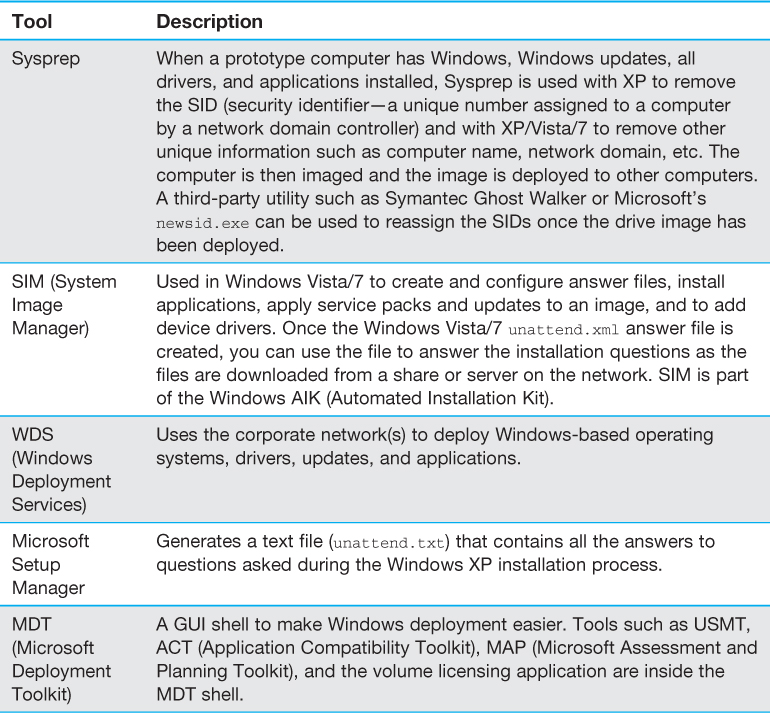 Tool Description
Sysprep When a prototype computer has Windows, Windows updates, all
drivers, and applications installed, Sysprep is used with XP to remove
the SID (security identifier—a unique number assigned to a computer
by a network domain controller) and with XP/Vista/7 to remove other
unique information such as computer name, network domain, etc. The
computer is then imaged and the image is deployed to other computers.
A third-party utility such as Symantec Ghost Walker or Microsoft's
newsid.exe can be used to reassign the SIDs once the drive image has
been deployed.
SIM (System Used in Windows Vista/7 to create and configure answer files, install
Image applications, apply service packs and updates to an image, and to add
Manager) device drivers. Once the Windows Vista/7 unattend.xml answer file is
created, you can use the file to answer the installation questions as the
files are downloaded from a share or server on the network. SIM is part
of the Windows AIK (Automated Installation Kit).
WDS Uses the corporate network(s) to deploy Windows-based operating
(Windows systems, drivers, updates, and applications.
Deployment
Services)
Microsoft Generates a text file (unattend.txt) that contains all the answers to
Setup questions asked during the Windows XP installation process.
Manager
MDT A GUI shell to make Windows deployment easier. Tools such as USMT,
(Microsoft ACT (Application Compatibility Toolkit), MAP (Microsoft Assessment and
Deployment Planning Toolkit), and the volume licensing application are inside the
Toolkit) MDT shell.